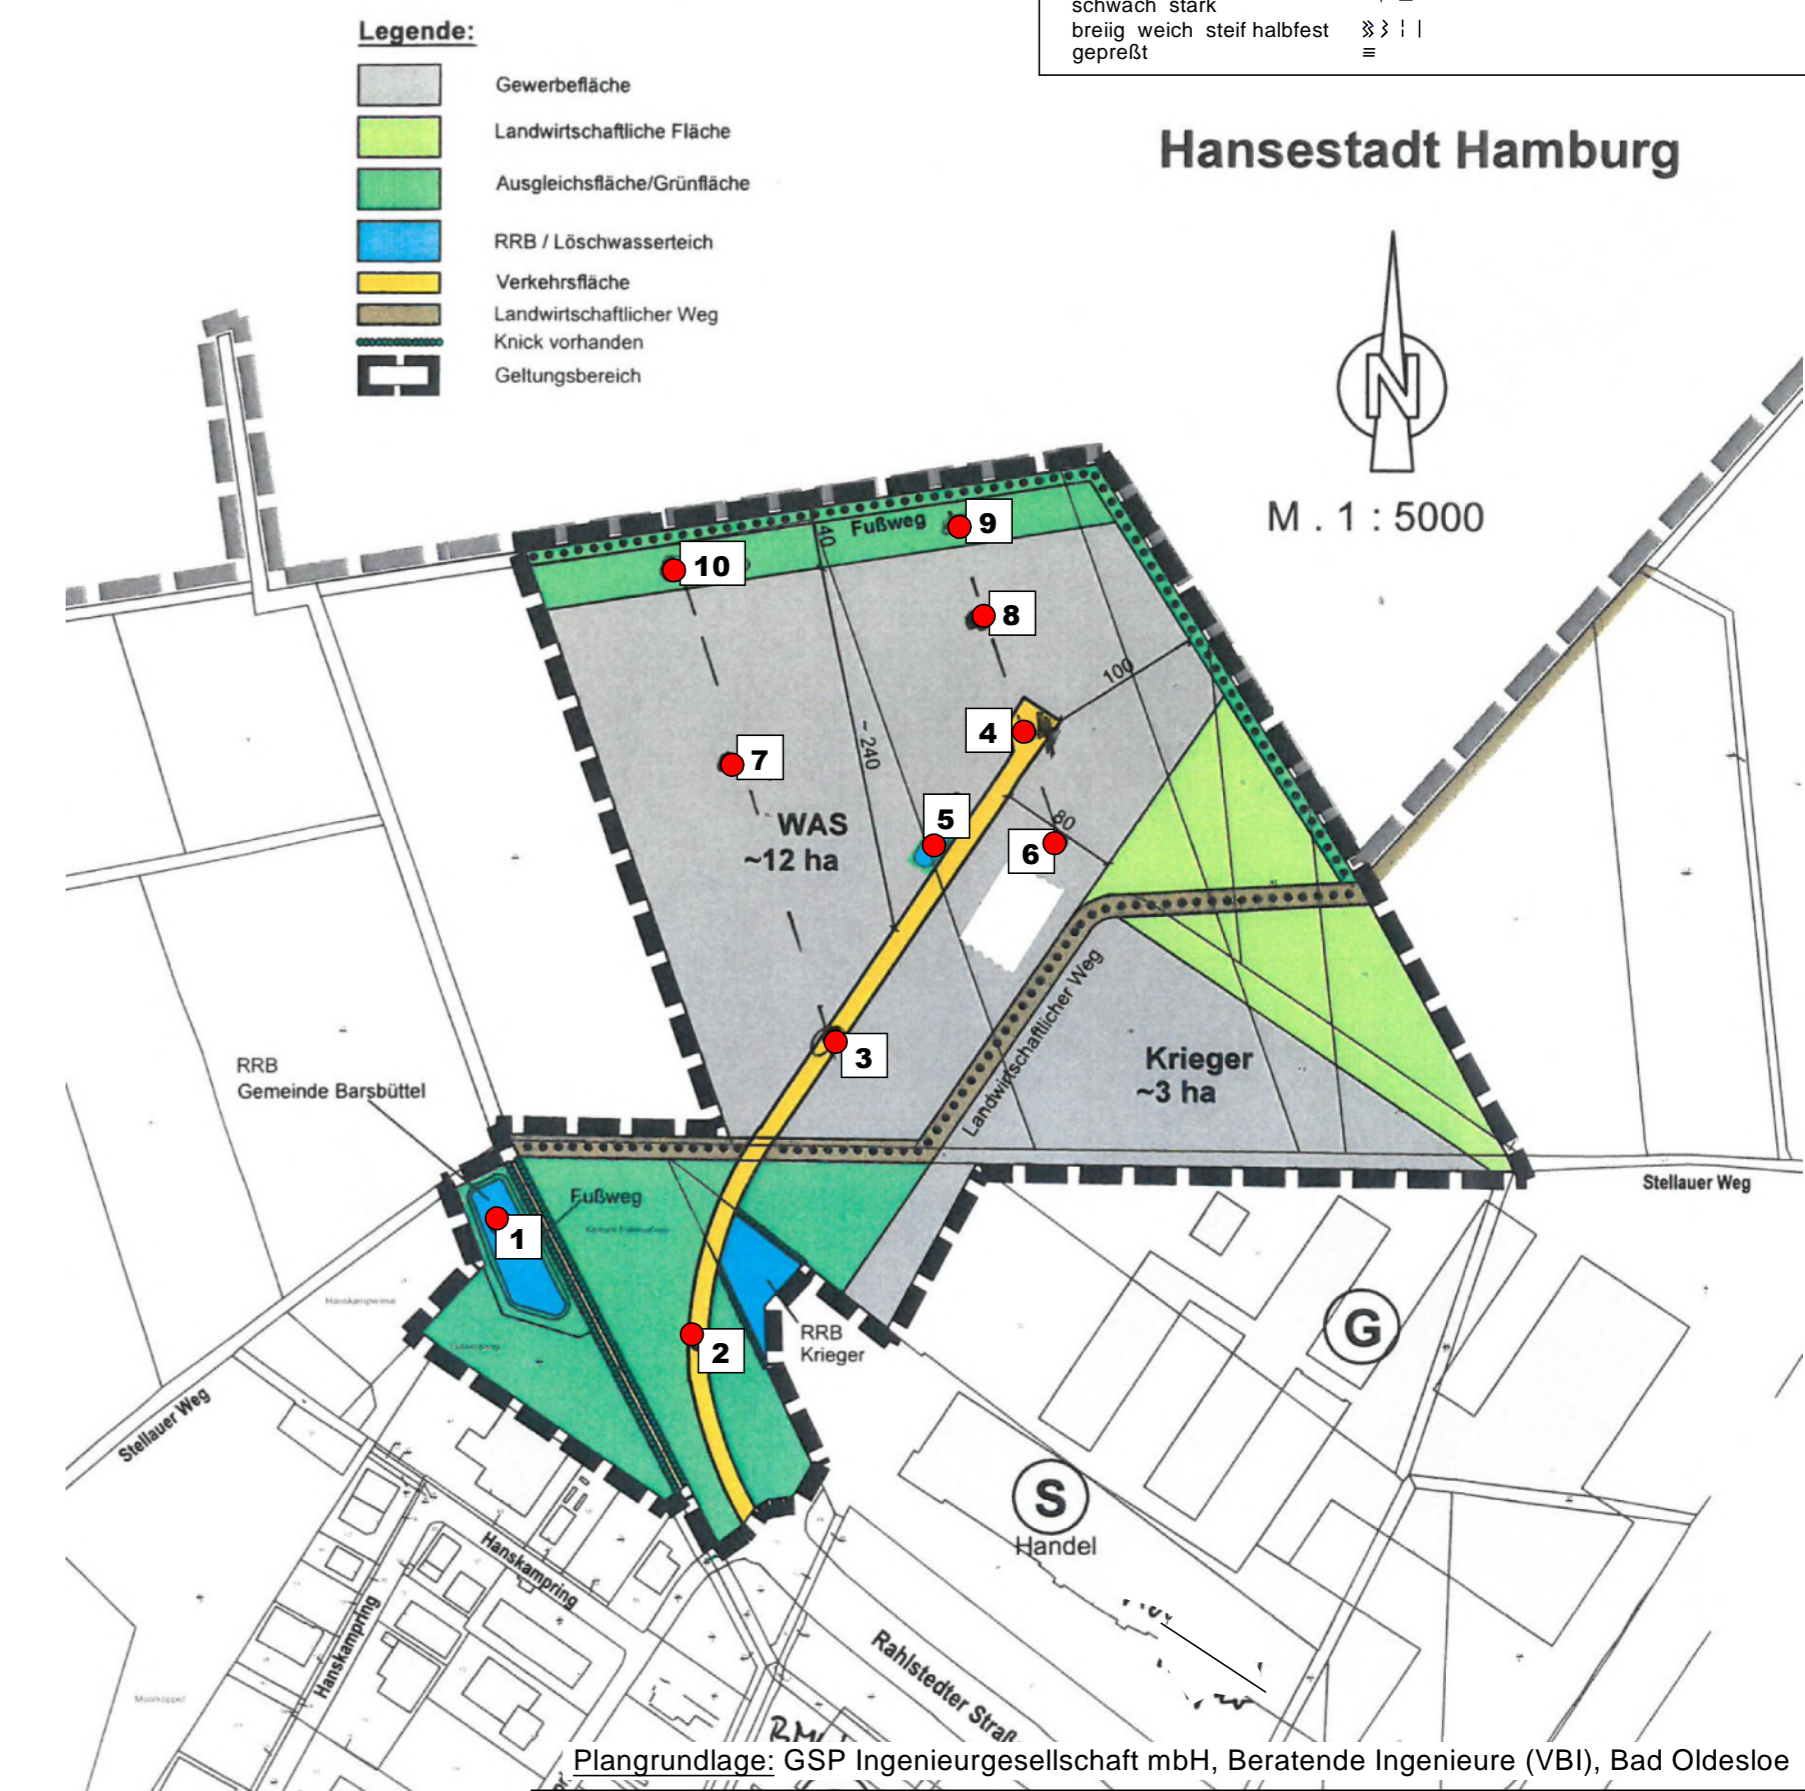 schwach stark
breiig weich steif halbfest
gepreßt
Legende:
Gewerbefläche
Landwirtschaftliche Fläche
Ausgleichsfläche/Grünfläche
RRB / Löschwasserteich
Verkehrsfläche
Landwirtschaftlicher Weg
Knick vorhanden
Geltungsbereich
Hansestadt Hamburg
N
M . 1 : 5000
Fußweg
40
9
10
8
100
4
~ 240
7
5
80
6
WAS
~12 ha
3
Landwirtschaftlicher Weg
Krieger
~3 ha
RRB
Gemeinde Barsbüttel
Fußweg
1
Stellauer Weg
Hanskampwiese
2
RRB
Krieger
G
Stellauer Weg
S
Handel
Hanskampring
Hanskampring
Rahlstedter Straß
Moorkoppel
Plangrundlage: GSP Ingenieurgesellschaft mbH, Beratende Ingenieure (VBI), Bad Oldesloe